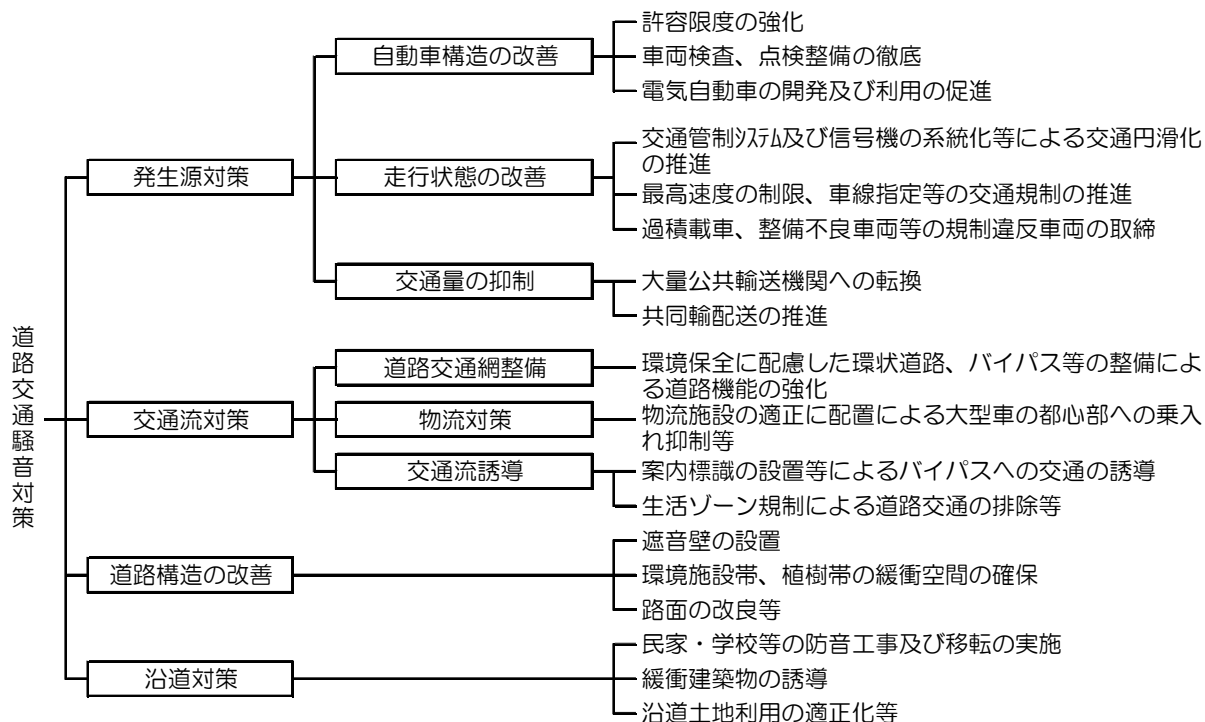 道路交通騒音対策
発生源対策
自動車構造の改善
許容限度の強化
車両検査、点検整備の徹底
電気自動車の開発及び利用の促進
走行状態の改善
交通管制ｼｽﾃﾑ及び信号機の系統化等による交通円滑化
の推進
最高速度の制限、車線指定等の交通規制の推進
過積載車、整備不良車両等の規制違反車両の取締
交通量の抑制
大量公共輸送機関への転換
共同輸配送の推進
交通流対策
道路交通網整備
環境保全に配慮した環状道路、バイパス等の整備によ
る道路機能の強化
物流対策
物流施設の適正に配置による大型車の都心部への乗入
れ抑制等
交通流誘導
案内標識の設置等によるバイパスへの交通の誘導
生活ゾーン規制による道路交通の排除等
道路構造の改善
遮音壁の設置
環境施設帯、植樹帯の緩衝空間の確保
路面の改良等
沿道対策
民家・学校等の防音工事及び移転の実施
緩衝建築物の誘導
沿道土地利用の適正化等